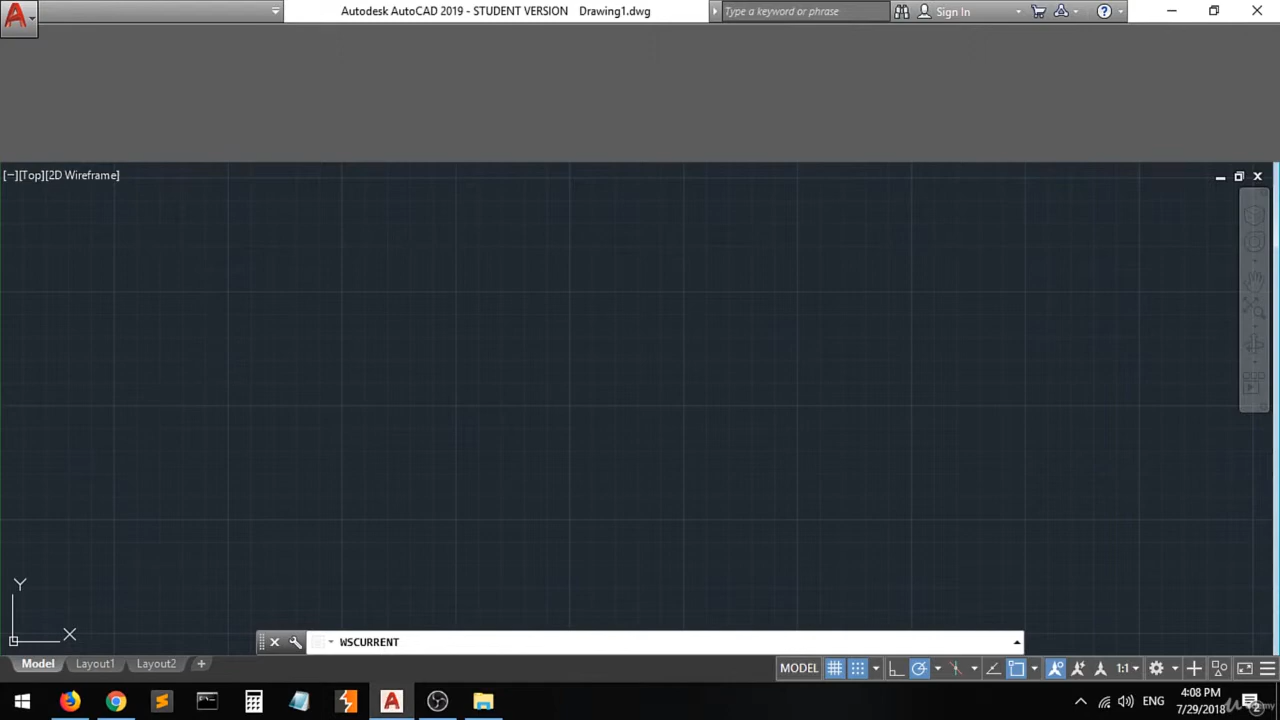 A
Autodesk AutoCAD 2019 - STUDENT VERSION Drawing1.dwg
Type a keyword or phrase
Sign In
?
[−][Top][2D Wireframe]
Y
X
WSCURRENT
Model Layout1 Layout2 +
MODEL 1:1
ENG 4:08 PM
7/29/2018
2